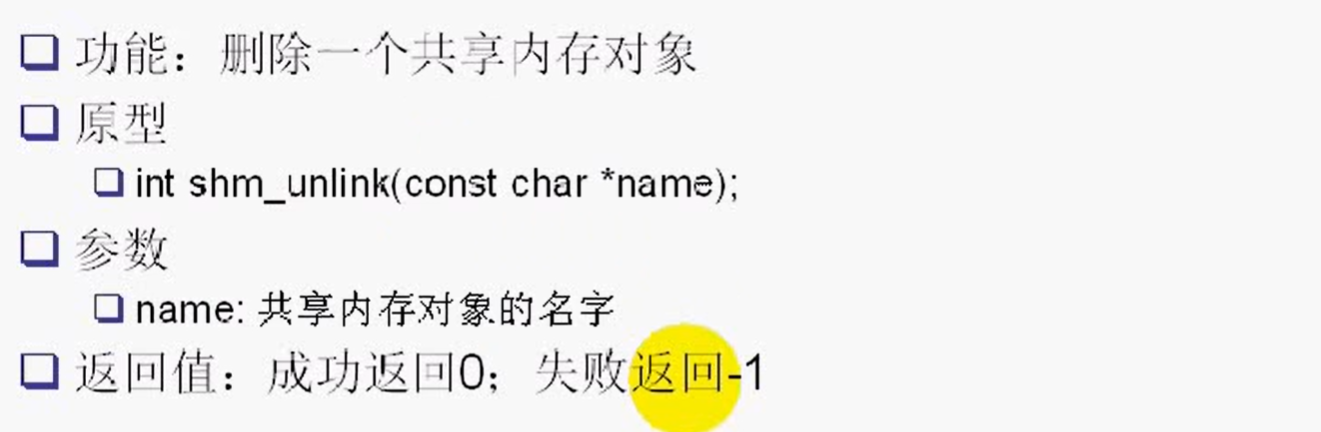 功能：删除一个共享内存对象
原型
int shm_unlink(const char *name);
参数
name: 共享内存对象的名字
返回值：成功返回0；失败返回-1